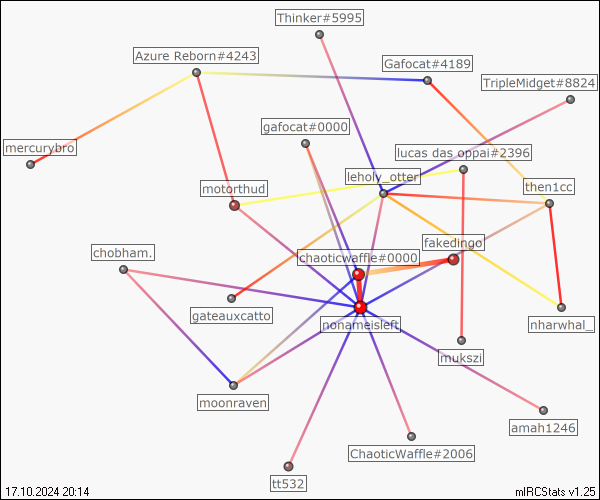 Thinker#5995
Azure Reborn#4243
Gafocat#4189
TripleMidget#8824
gafocat#0000
mercurybro
lucas das oppai#2396
leholy_otter
motorthud
then1cc
fakedingo
chobham.
chaoticwaffle#0000
gateauxcatto
nonameisleft
nharwhal_
mukszi
moonraven
amah1246
ChaoticWaffle#2006
tt532
17.10.2024 20:14
mIRCStats v1.25